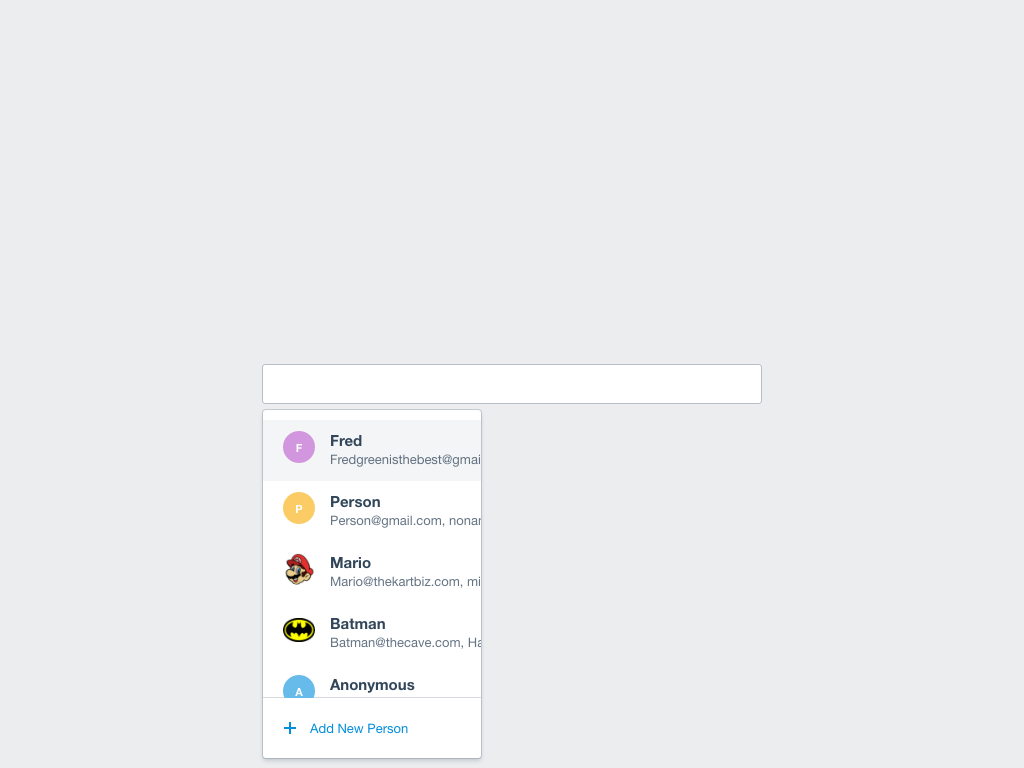 F
Fred
Fredgreenisthebest@gmai
P
Person
Person@gmail.com,
Mario
Mario@thekartbiz.com, mi
Batman
Batman@thecave.com, Ha
A
Anonymous
Add New Person